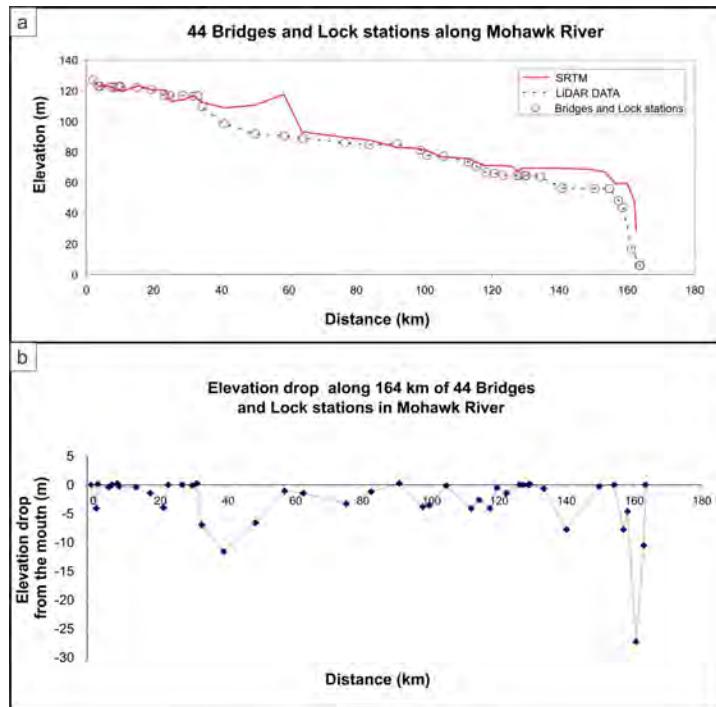 a
44 Bridges and Lock stations along Mohawk River
140
120
100
80
60
40
20
0
Elevation (m)
SRTM
LiDAR DATA
Bridges and Lock stations
0 20 40 60 80 100 120 140 160 180
Distance (km)
b
Elevation drop along 164 km of 44 Bridges
and Lock stations in Mohawk River
5
0
-5
-10
-15
-20
-25
-30
Elevation drop
from the moutn (m)
0 20 40 60 80 100 120 140 160 180
Distance (km)